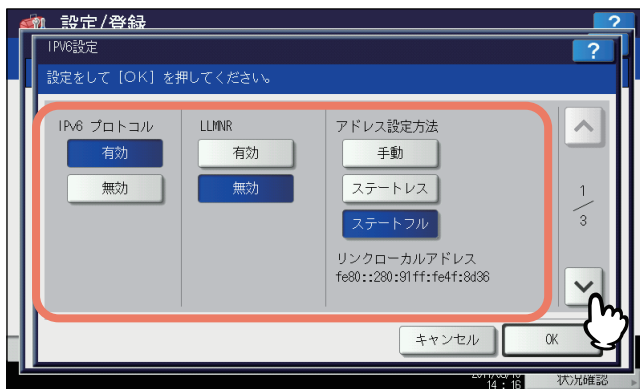 設定/登録
?
IPV6設定
?
設定をして [OK] を押してください。
IPv6 プロトコル
有効
無効
LLMNR
有効
無効
アドレス設定方法
手動
ステートレス
ステートフル
リンクローカルアドレス
fe80::280:91ff:fe4f:8d36
1
3
キャンセル
OK
14 : 16
状況確認